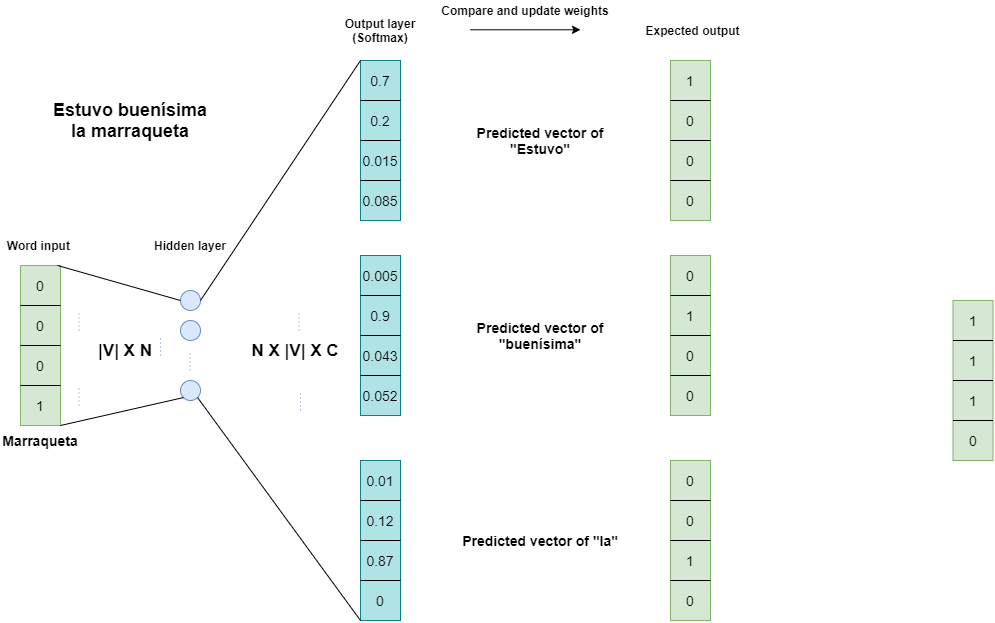 Compare and update weights
Output layer
(Softmax)
Expected output
Estuvo buenísima
la marraqueta
0.7
0.2
0.015
0.085
Predicted vector of
"Estuvo"
1
0
0
0
Word input
Hidden layer
0
0
0
1
Marraqueta
|V| X N
N X |V| X C
0.005
0.9
0.043
0.052
Predicted vector of
"buenísima"
0
1
0
0
1
1
1
0
0.01
0.12
0.87
0
Predicted vector of "la"
0
0
1
0